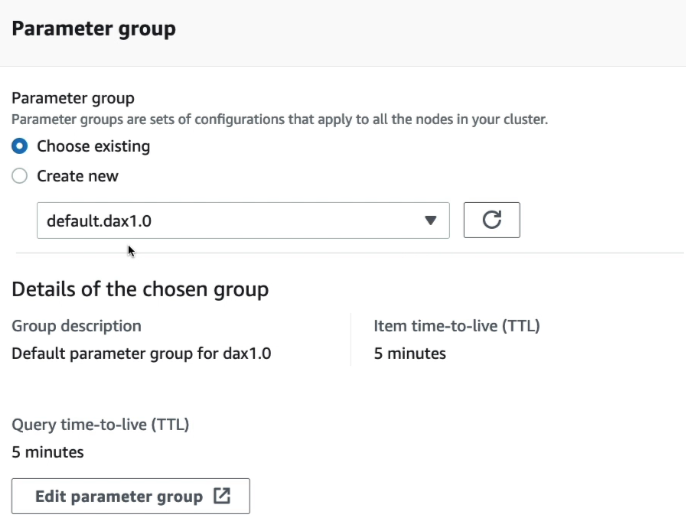 Parameter group
Parameter group
Parameter groups are sets of configurations that apply to all the nodes in your cluster.
Choose existing
Create new
default.dax1.0
Details of the chosen group
Group description
Default parameter group for dax1.0
Item time-to-live (TTL)
5 minutes
Query time-to-live (TTL)
5 minutes
Edit parameter group